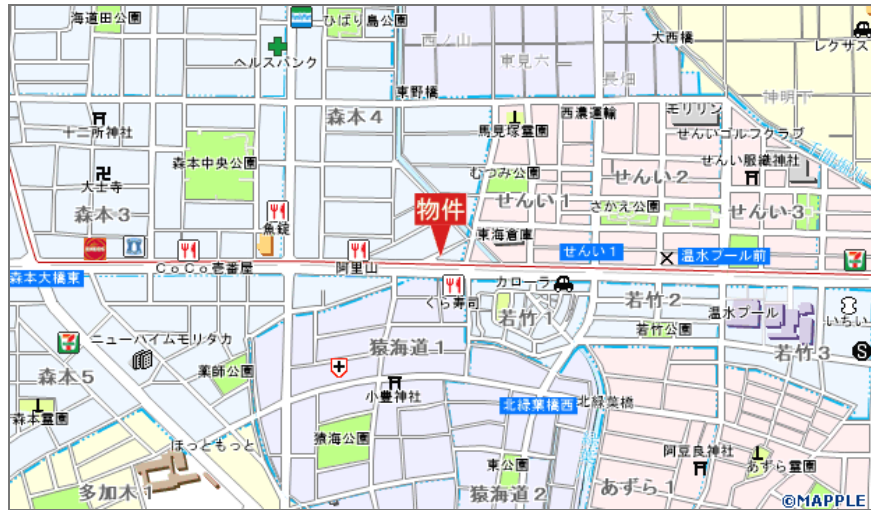 海道田公園
ひばり島公園
又木
大西橋
レクサス
西ノ山
ヘルスバンク
東見六
長畑
東野橋
神明下
森本4
西濃運輸
モリリン
十二所神社
馬見塚霊園
せんいゴルフクラブ
森本中央公園
せんい服織神社
大士寺
むつみ公園
せんい2
せんい1
さかえ公園
せんい3
森本3
物件
魚錠
東海倉庫
せんい1
温水プール前
CoCo壱番屋
阿里山
森本大橋東
カローラ
くら寿司
若竹2
若竹1
温水プール
いちい
若竹公園
ニューハイムモリタカ
猿海道1
若竹3
森本5
薬師公園
小豊神社
北緑葉橋西
北緑葉橋
森本霊園
猿海公園
ほっともっと
阿豆良神社
東公園
あずら霊園
多加木1
猿海道2
あずら1
©MAPPLE